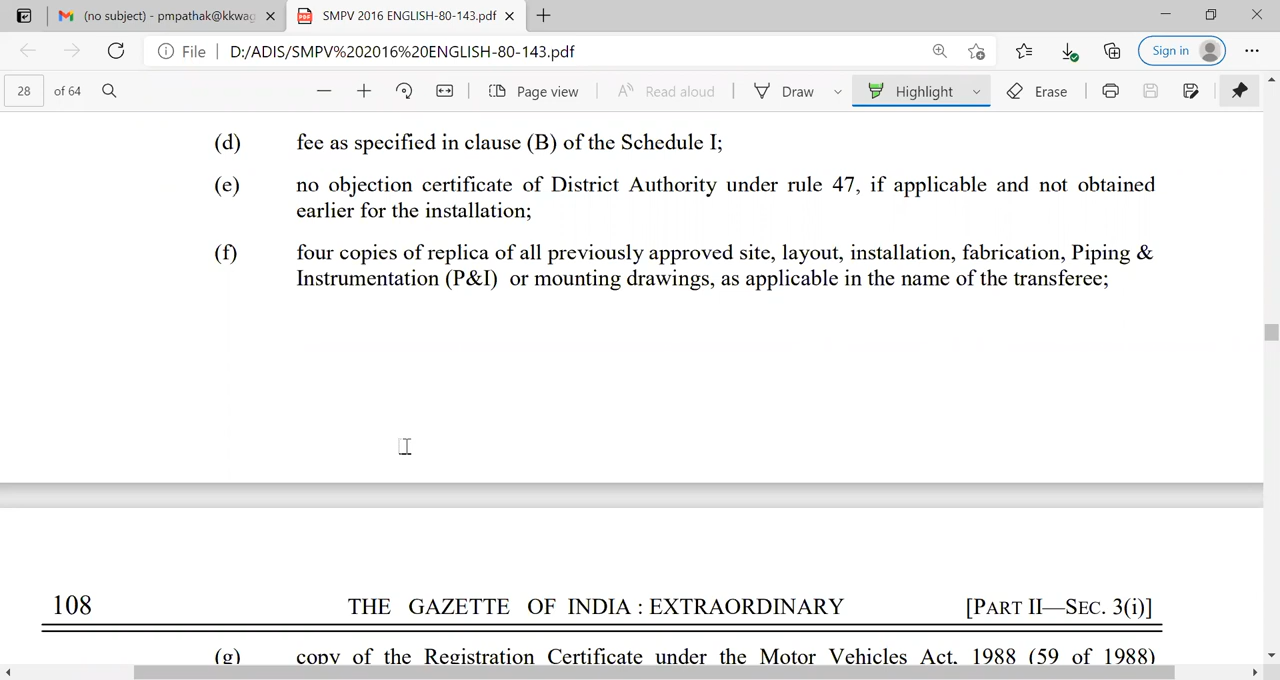 (no subject) - pmpathak@kkwag
SMPV 2016 ENGLISH-80-143.pdf
File
D:/ADIS/SMPV%202016%20ENGLISH-80-143.pdf
Sign in
28 of 64
Page view
Read aloud
Draw
Highlight
Erase
(d) fee as specified in clause (B) of the Schedule I;
(e) no objection certificate of District Authority under rule 47, if applicable and not obtained
earlier for the installation;
(f) four copies of replica of all previously approved site, layout, installation, fabrication, Piping &
Instrumentation (P&I) or mounting drawings, as applicable in the name of the transferee;
108 THE GAZETTE OF INDIA : EXTRAORDINARY [PART II—SEC. 3(i)]
(g) copy of the Registration Certificate under the Motor Vehicles Act, 1988 (59 of 1988)